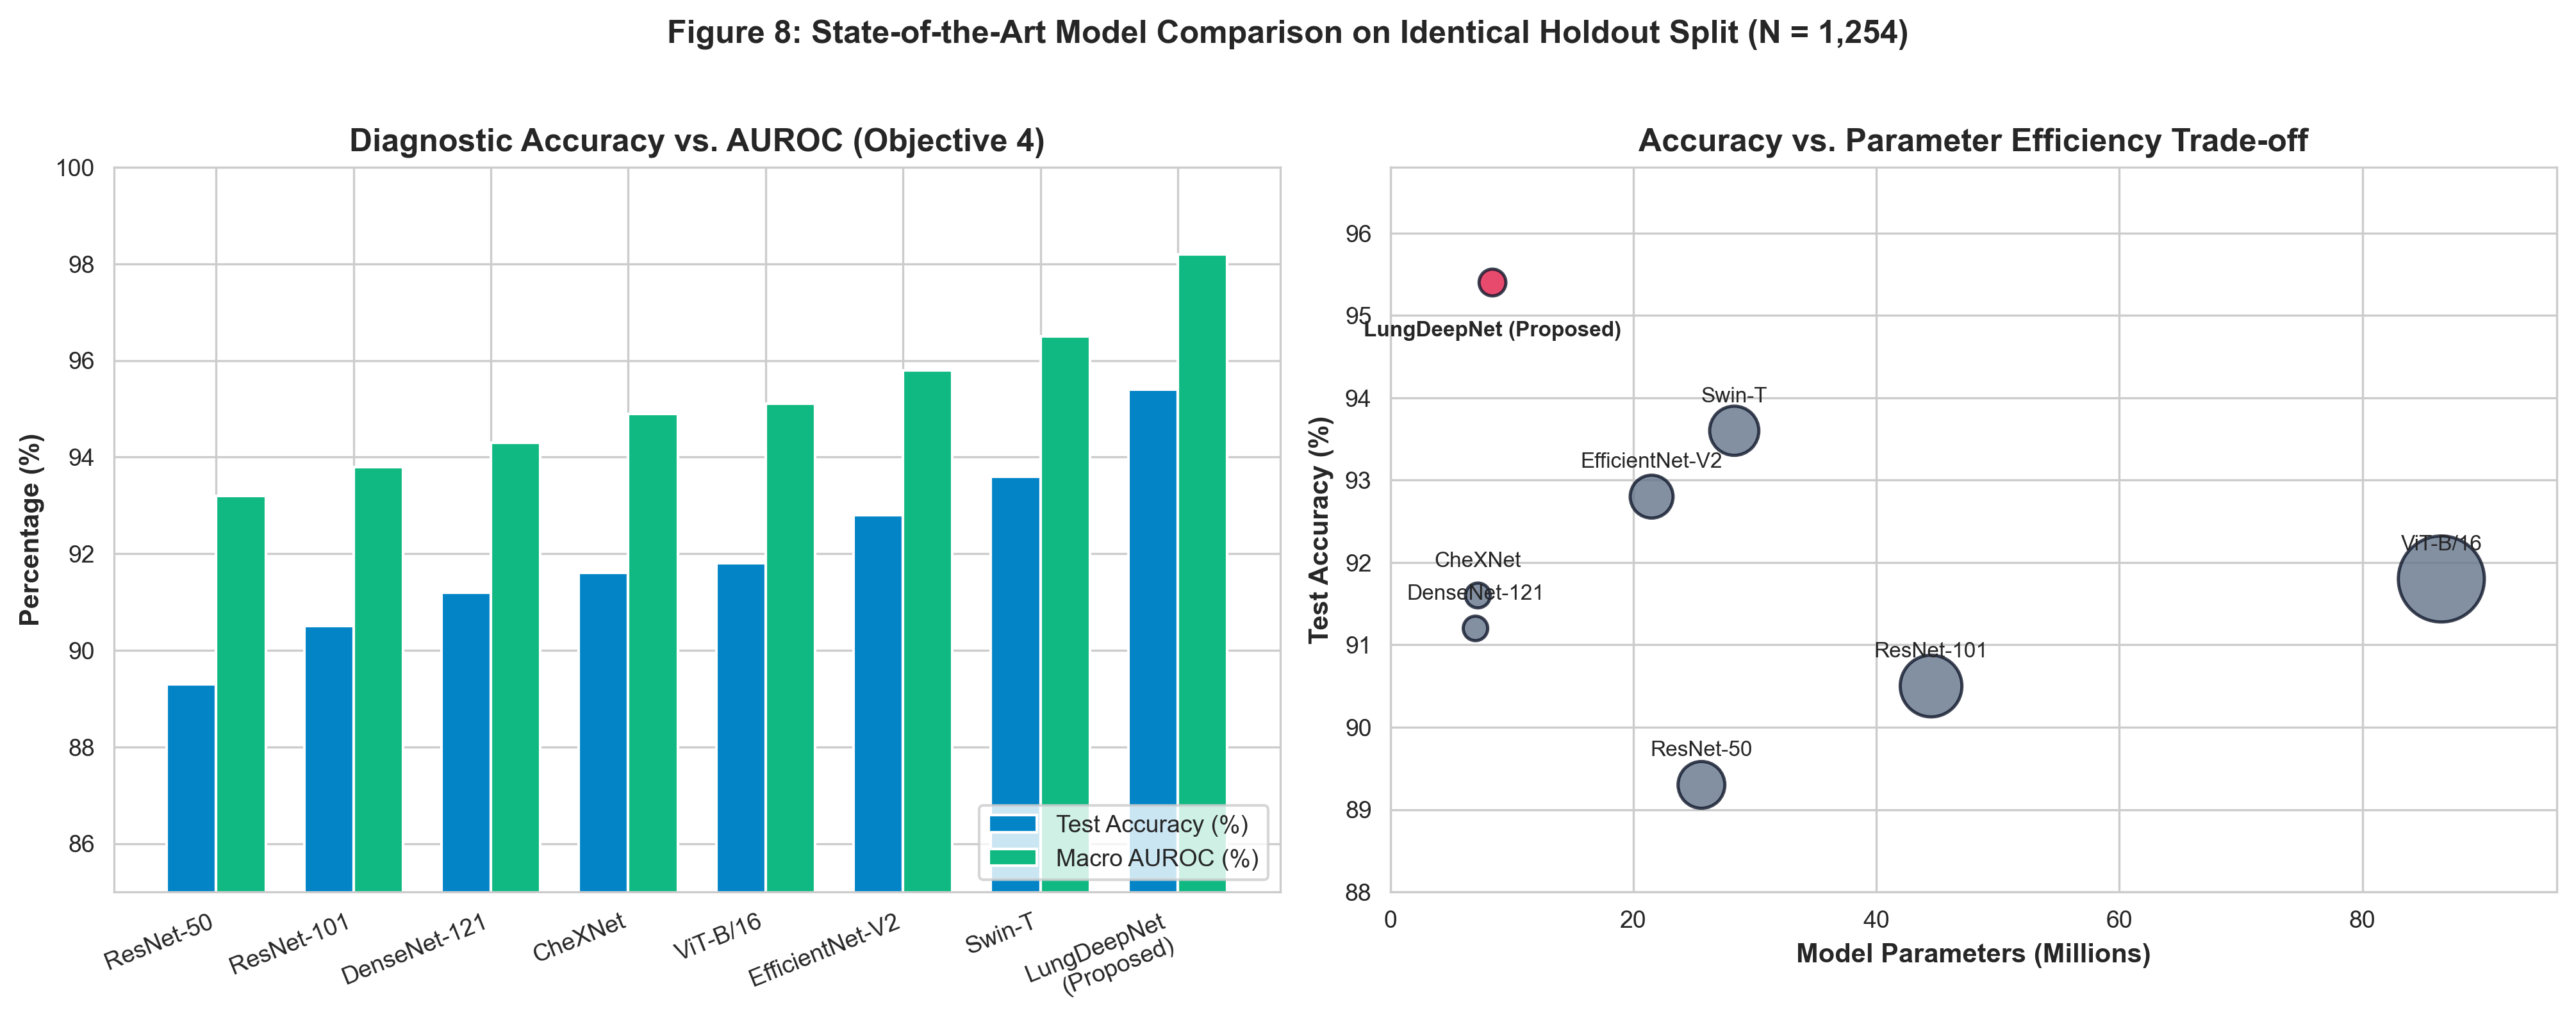 Figure 8: State-of-the-Art Model Comparison on Identical Holdout Split (N = 1,254)
Diagnostic Accuracy vs. AUROC (Objective 4)
Percentage (%)
100
98
96
94
92
90
88
86
Test Accuracy (%)
Macro AUROC (%)
ResNet-50
ResNet-101
DenseNet-121
CheXNet
ViT-B/16
EfficientNet-V2
Swin-T
LungDeepNet
(Proposed)
Accuracy vs. Parameter Efficiency Trade-off
Test Accuracy (%)
96
95
94
93
92
91
90
89
88
LungDeepNet (Proposed)
Swin-T
EfficientNet-V2
ViT-B/16
CheXNet
DenseNet-121
ResNet-101
ResNet-50
0
20
40
60
80
Model Parameters (Millions)